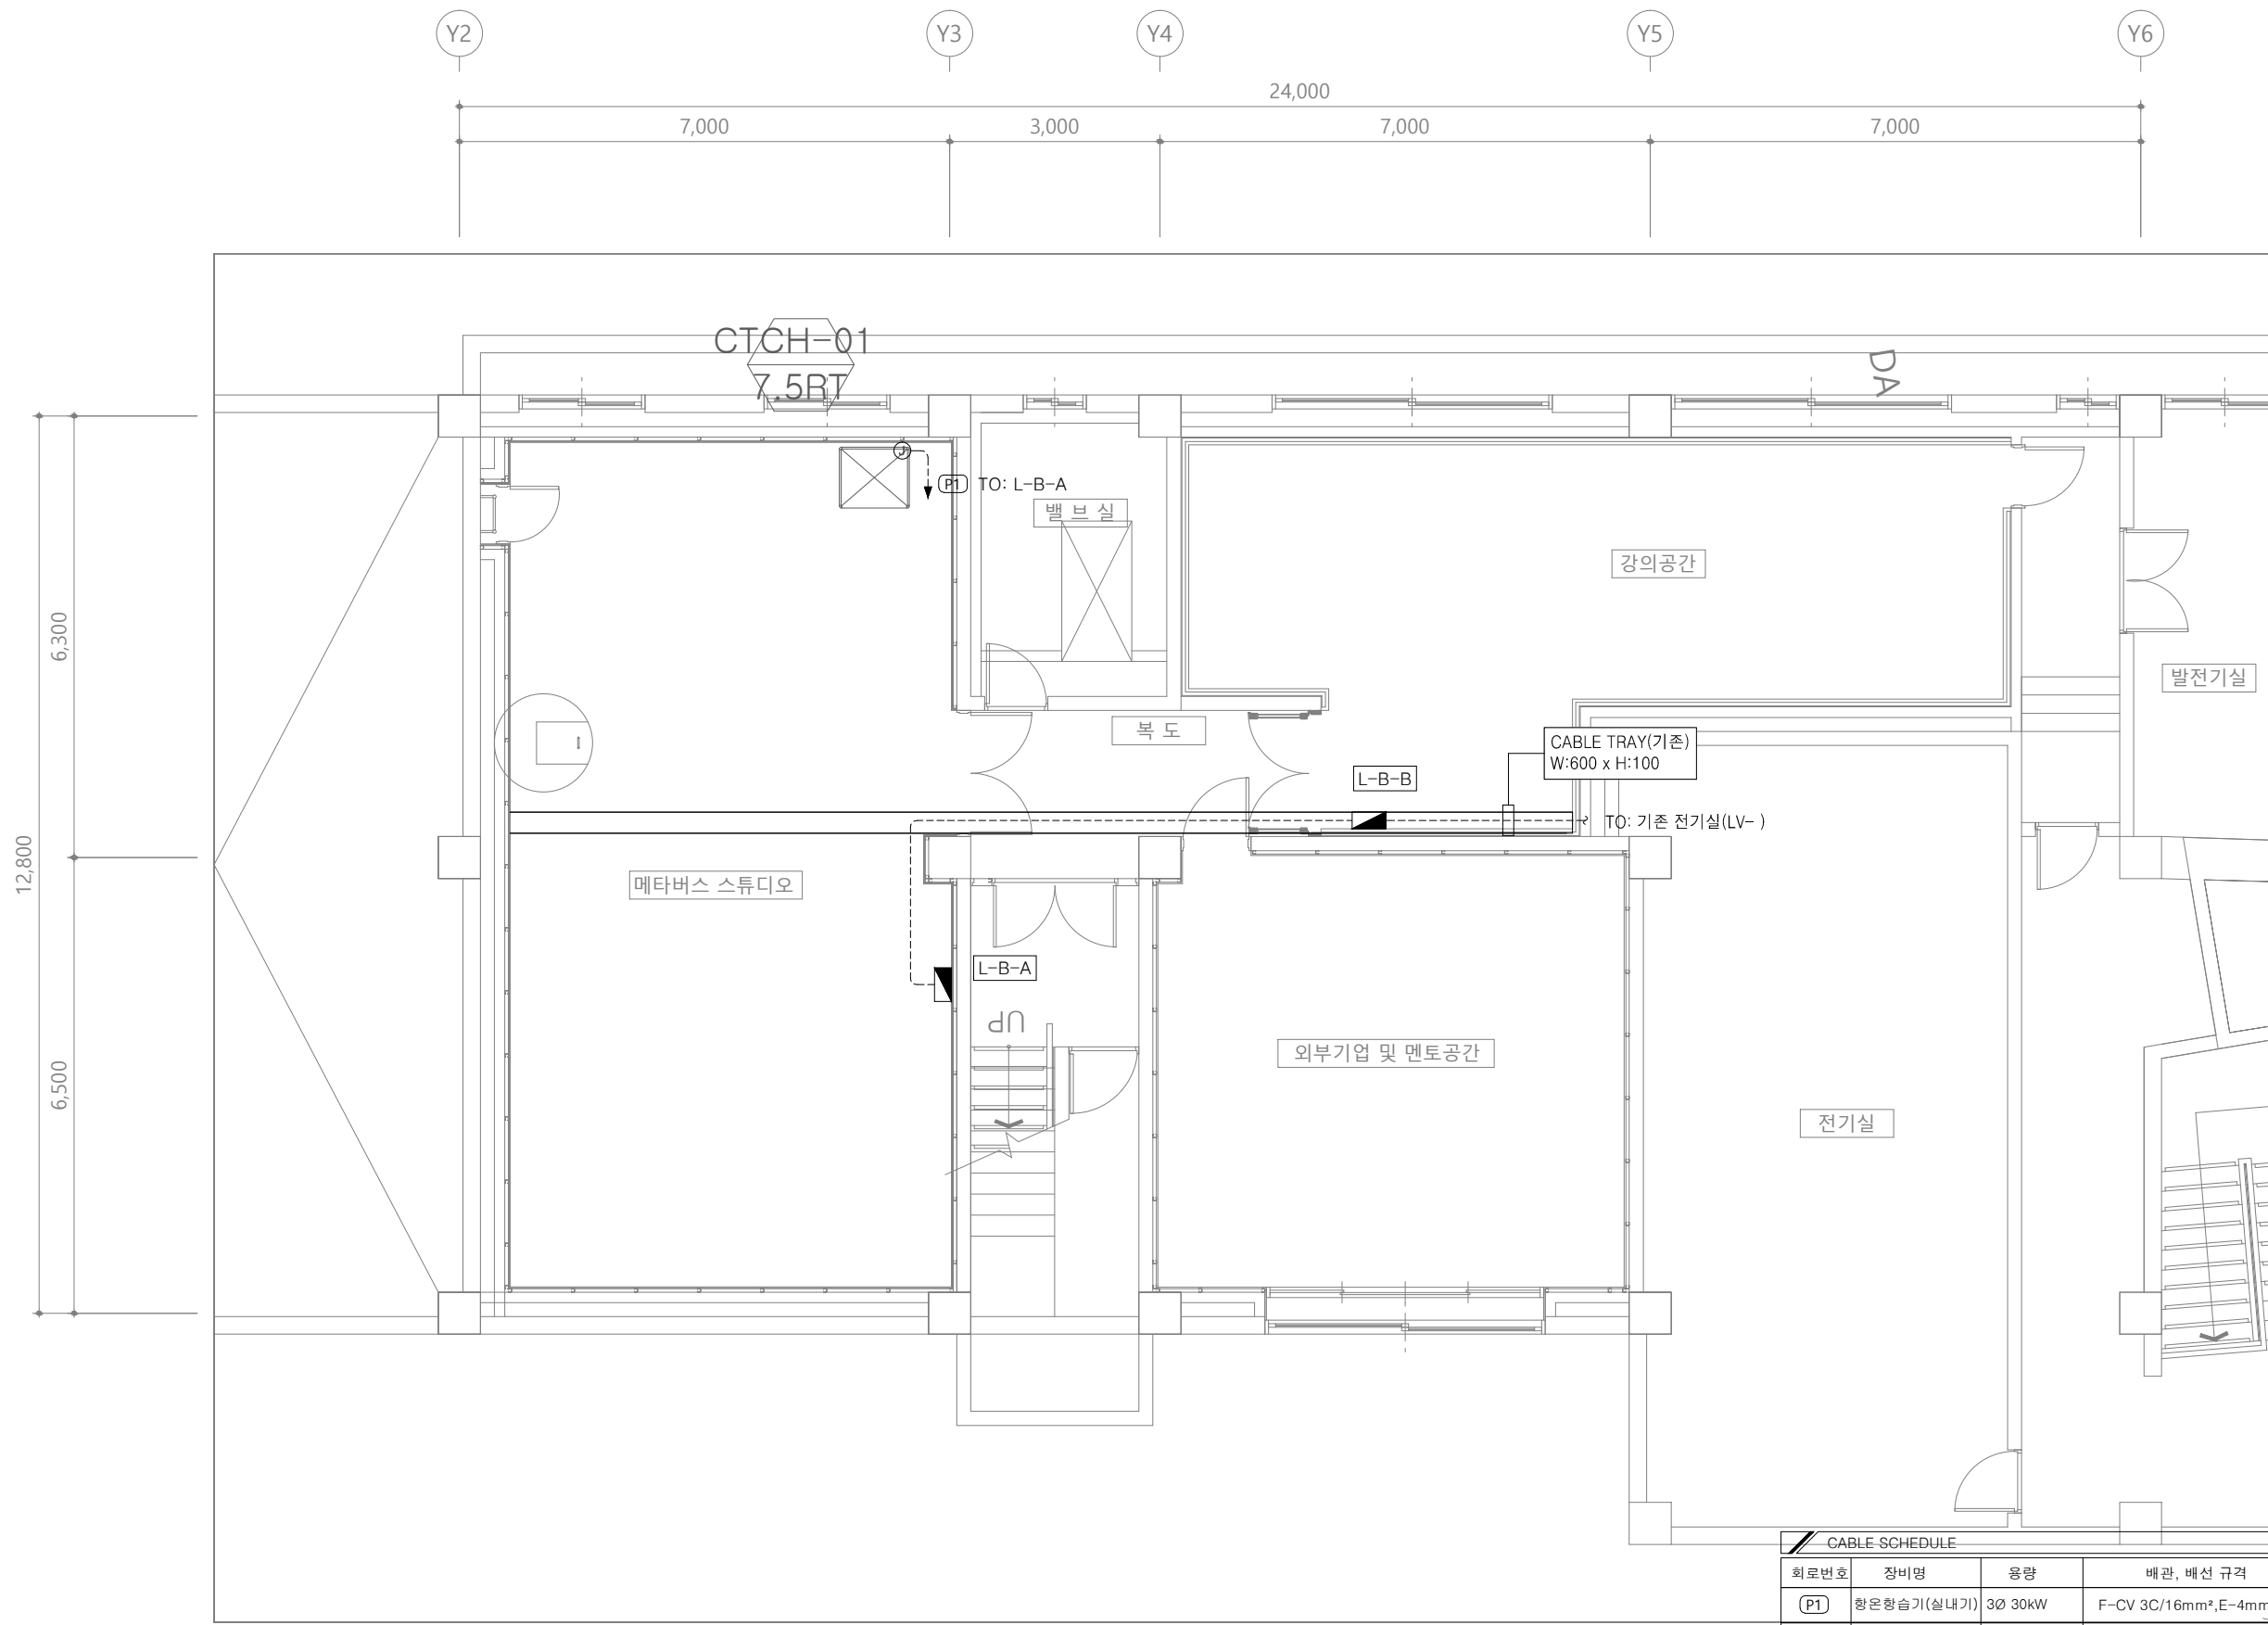 Y2 Y3 Y4 Y5 Y6
24,000
7,000 3,000 7,000 7,000
CTCH-01
7.5RT
DA
J
P1 TO: L-B-A
밸 브 실
강의공간
6,300
발전기실
복 도
CABLE TRAY(기존)
W:600 x H:100
L-B-B
TO: 기존 전기실(LV- )
12,800
메타버스 스튜디오
L-B-A
UP
외부기업 및 멘토공간
6,500
전기실
CABLE SCHEDULE
회로번호 장비명 용량 배관, 배선 규격
P1 항온항습기(실내기) 3Ø 30kW F-CV 3C/16mm²,E-4mm